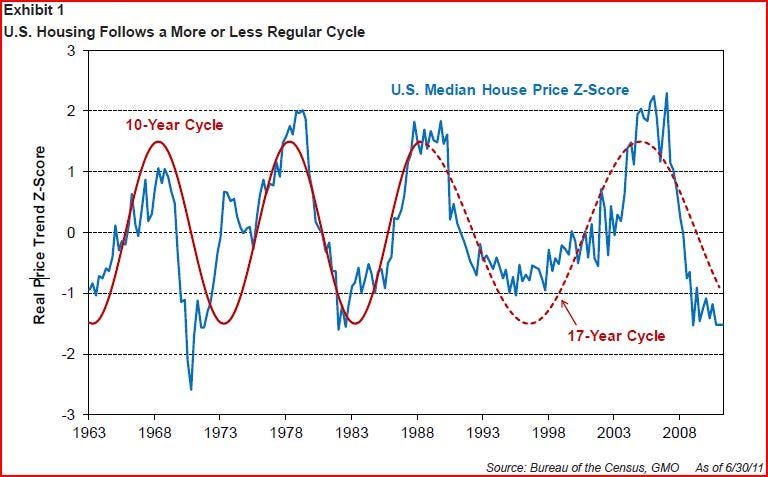 Exhibit 1
U.S. Housing Follows a More or Less Regular Cycle
3
2
1
0
-1
-2
-3
Real Price Trend Z-Score
U.S. Median House Price Z-Score
10-Year Cycle
17-Year Cycle
1963 1968 1973 1978 1983 1988 1993 1998 2003 2008
Source: Bureau of the Census, GMO As of 6/30/11